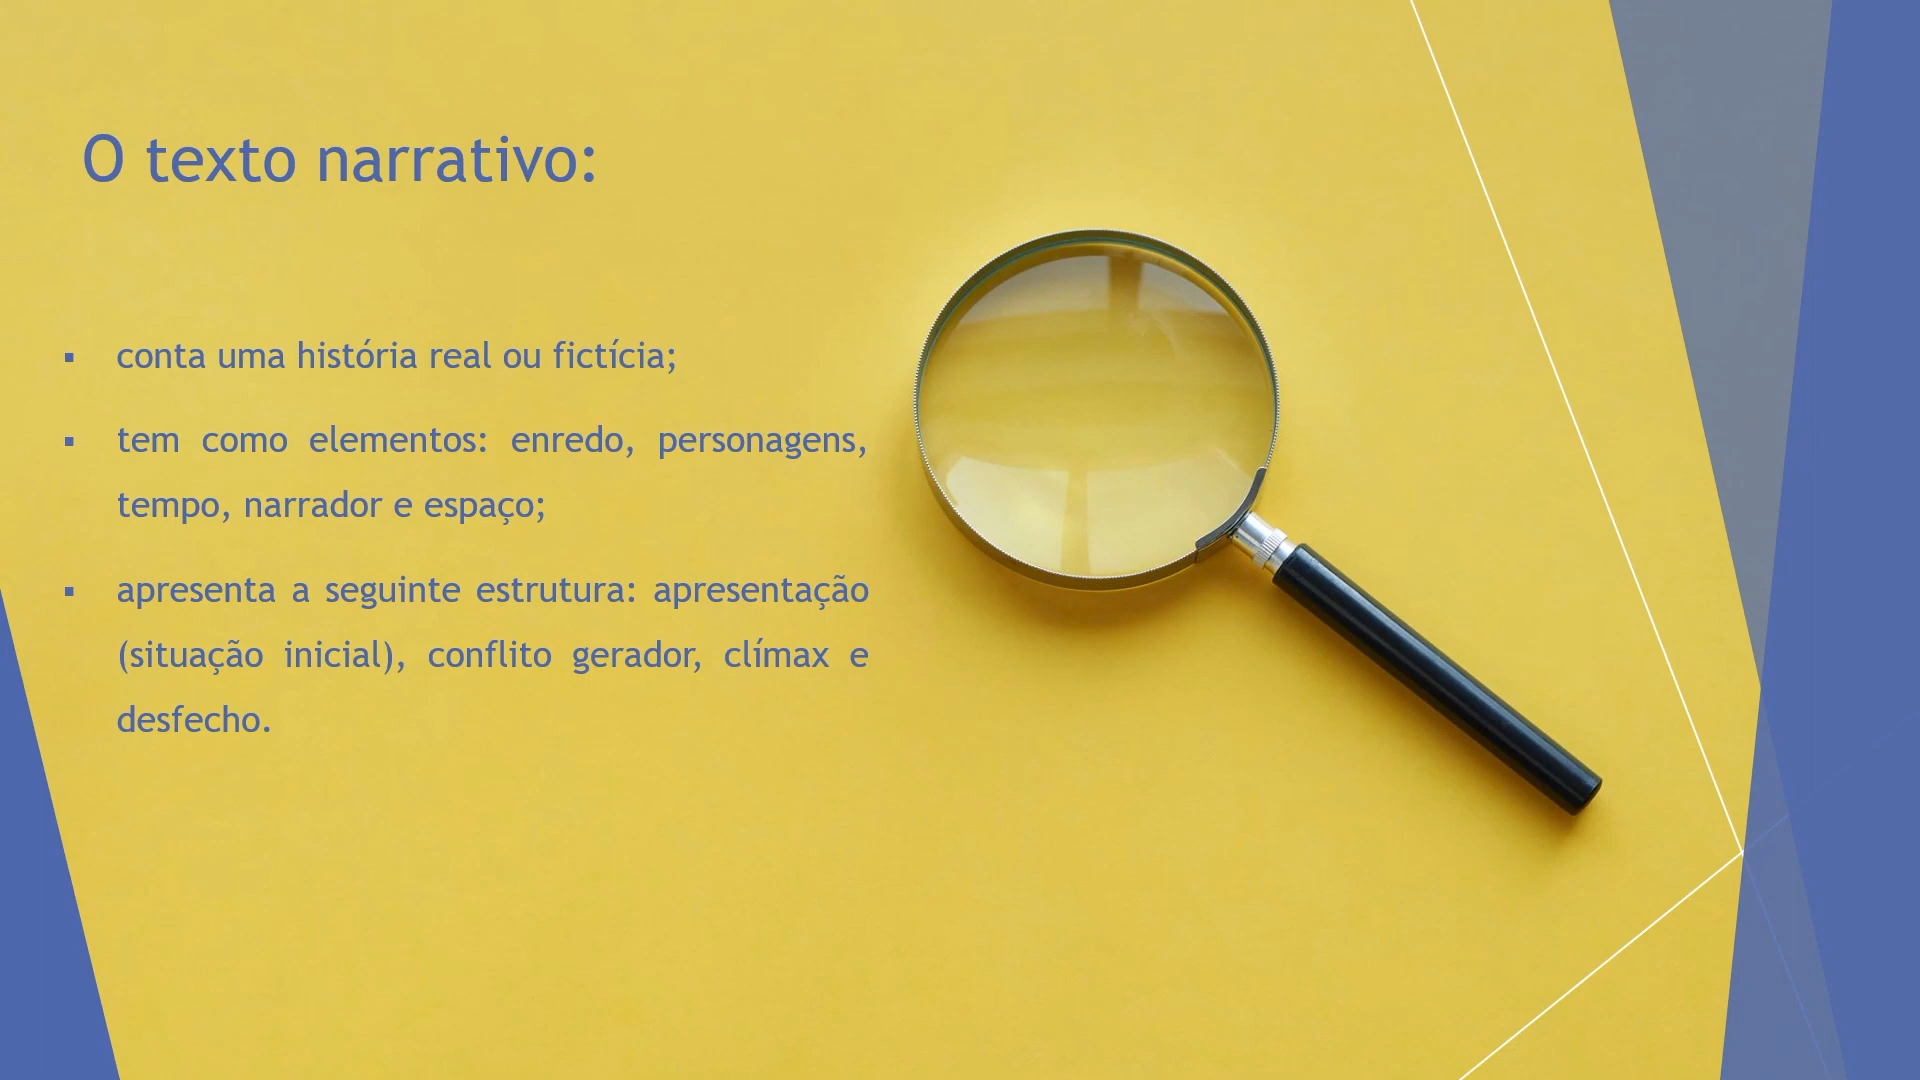 O texto narrativo:
▪ conta uma história real ou fictícia;
▪ tem como elementos: enredo, personagens,
tempo, narrador e espaço;
▪ apresenta a seguinte estrutura: apresentação
(situação inicial), conflito gerador, clímax e
desfecho.